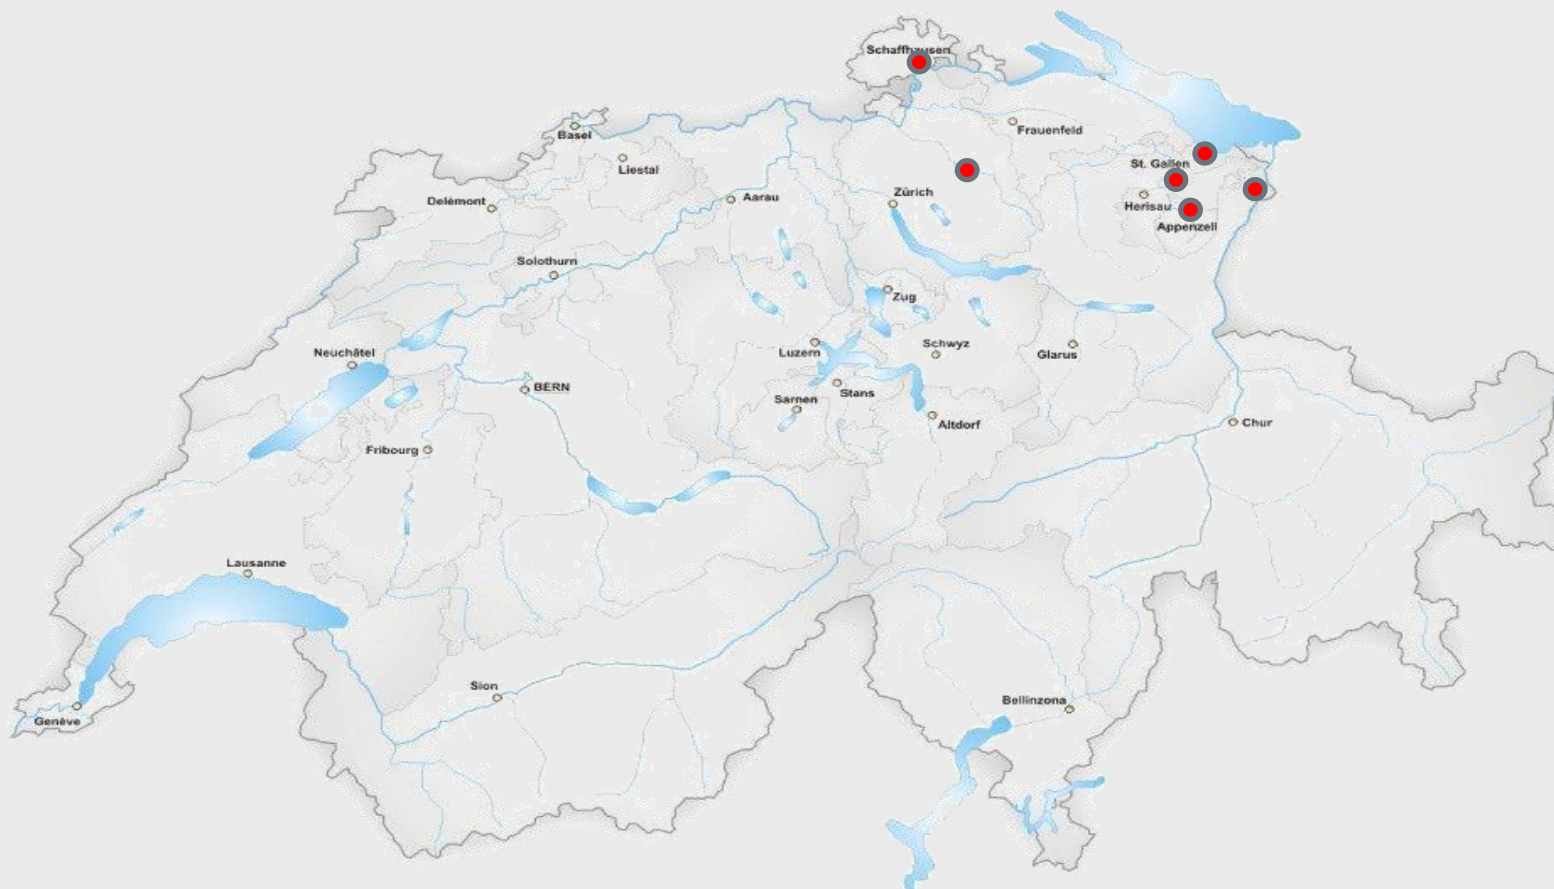 Schaffhausen
Basel
Frauenfeld
Liestal
St. Gallen
Delémont
Aarau
Zürich
Herisau
Appenzell
Solothurn
Zug
Neuchâtel
Luzern
Schwyz
Glarus
BERN
Stans
Sarnen
Altdorf
Chur
Fribourg
Lausanne
Sion
Bellinzona
Genève